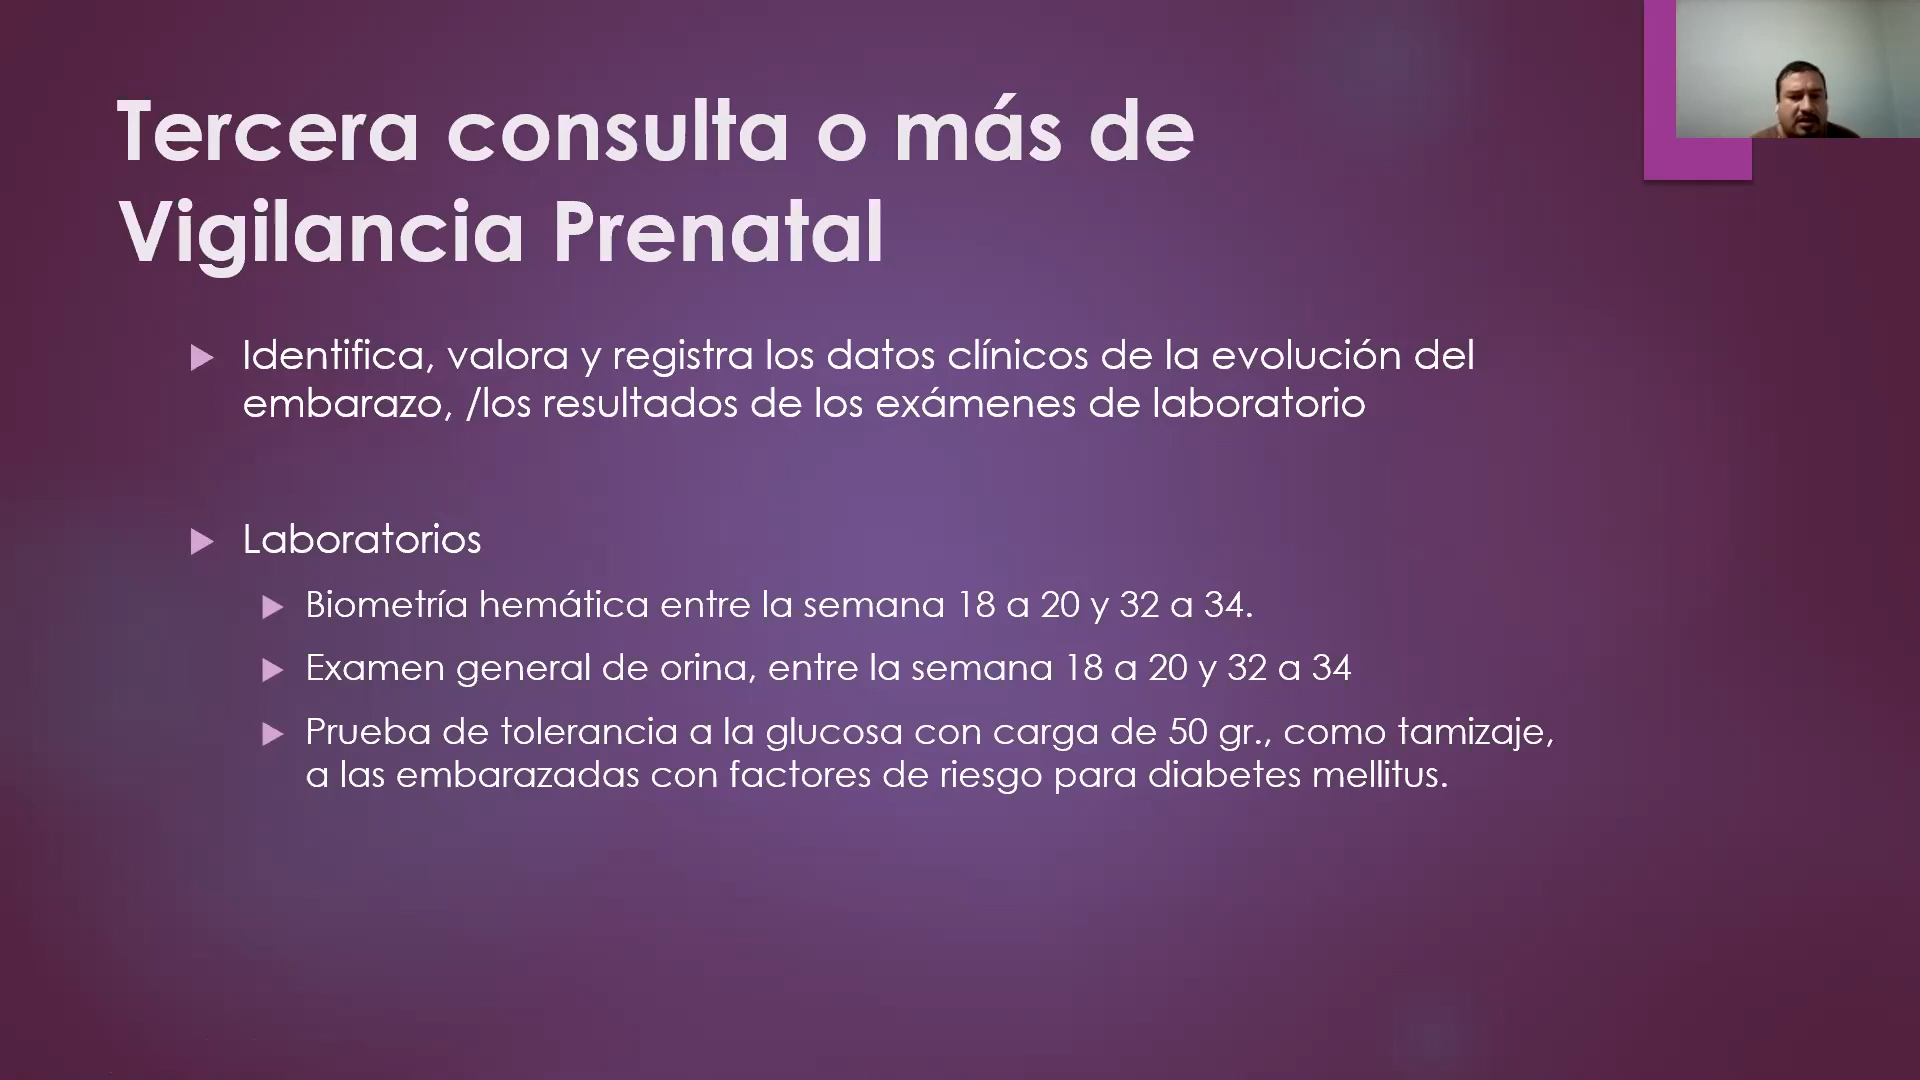 Tercera consulta o más de
Vigilancia Prenatal
Identifica, valora y registra los datos clínicos de la evolución del
embarazo, /los resultados de los exámenes de laboratorio
Laboratorios
Biometría hemática entre la semana 18 a 20 y 32 a 34.
Examen general de orina, entre la semana 18 a 20 y 32 a 34
Prueba de tolerancia a la glucosa con carga de 50 gr., como tamizaje,
a las embarazadas con factores de riesgo para diabetes mellitus.